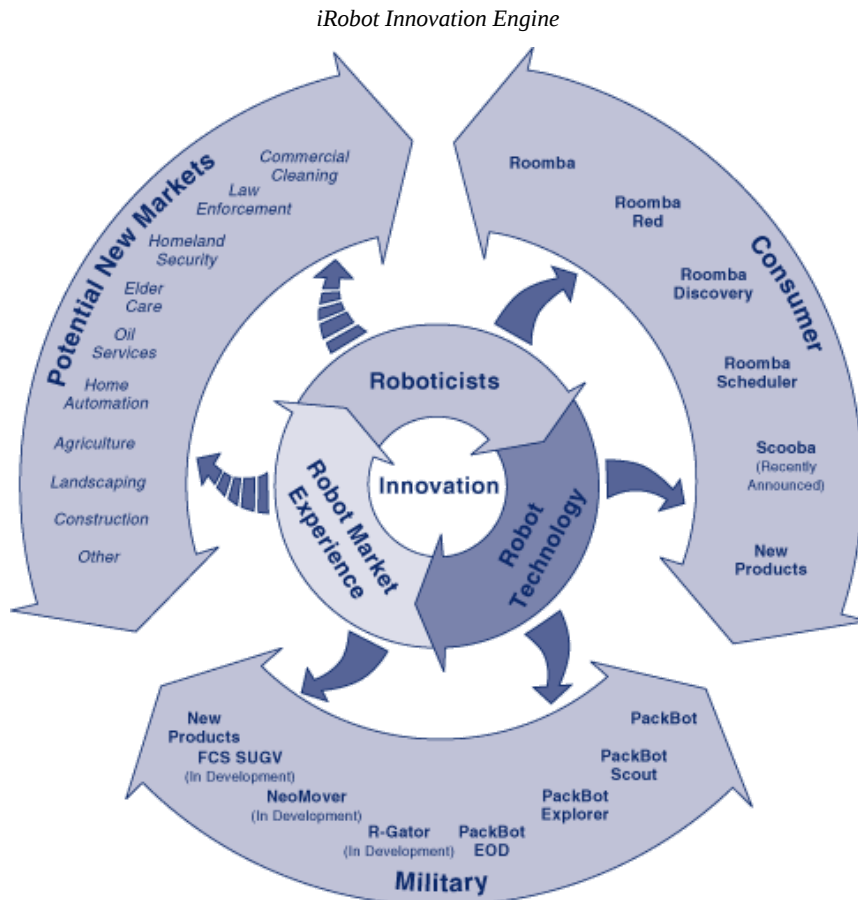 iRobot Innovation Engine
Potential New Markets
Commercial
Cleaning
Law
Enforcement
Homeland
Security
Elder
Care
Oil
Services
Home
Automation
Agriculture
Landscaping
Construction
Other
Consumer
Roomba
Roomba
Red
Roomba
Discovery
Roomba
Scheduler
Scooba
(Recently
Announced)
New
Products
Roboticists
Innovation
Robot Market
Experience
Robot
Technology
New
Products
FCS SUGV
(In Development)
NeoMover
(In Development)
R-Gator
(In Development)
PackBot
EOD
PackBot
Explorer
PackBot
Scout
PackBot
Military